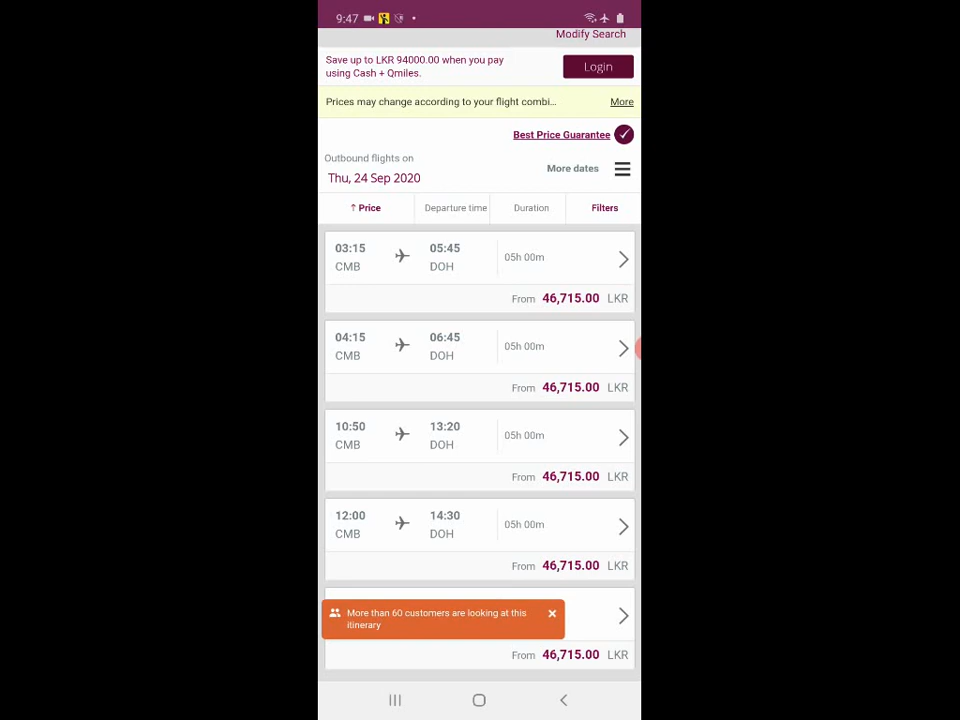 9:47
Modify Search
Save up to LKR 94000.00 when you pay
using Cash + Qmiles.
Login
Prices may change according to your flight combi... More
Best Price Guarantee
Outbound flights on
More dates
Thu, 24 Sep 2020
↑ Price Departure time Duration Filters
03:15 05:45 05h 00m
CMB DOH
From 46,715.00 LKR
04:15 06:45 05h 00m
CMB DOH
From 46,715.00 LKR
10:50 13:20 05h 00m
CMB DOH
From 46,715.00 LKR
12:00 14:30 05h 00m
CMB DOH
From 46,715.00 LKR
More than 60 customers are looking at this
itinerary
From 46,715.00 LKR